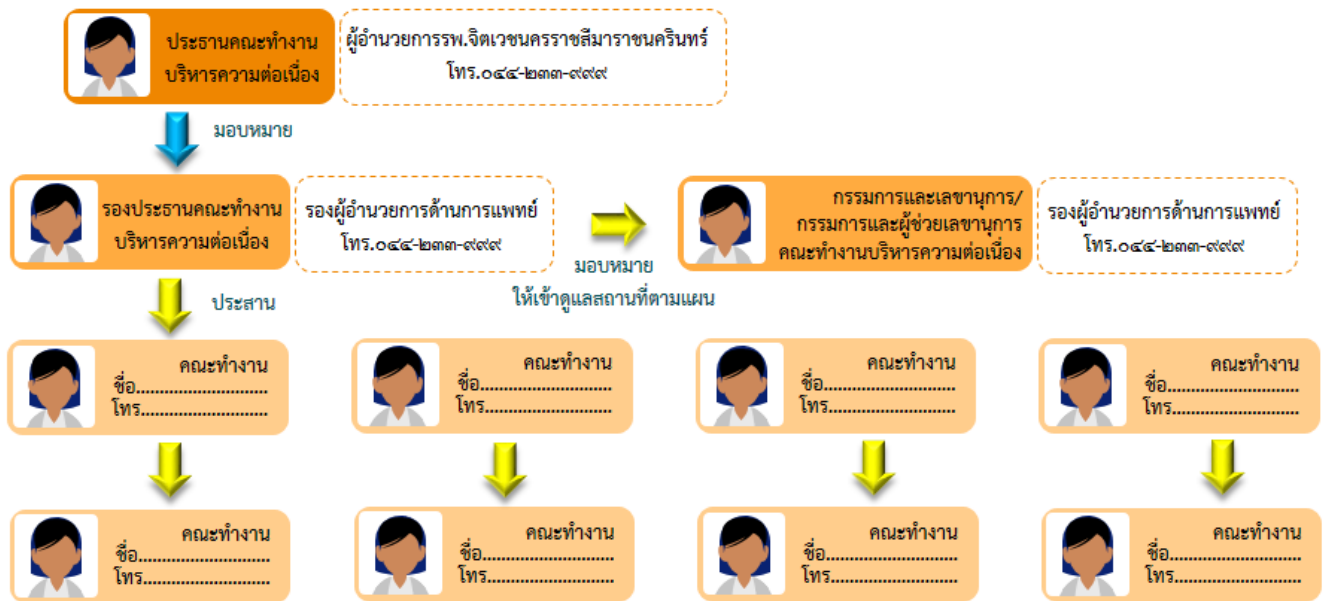 ประธานคณะทำงาน
บริหารความต่อเนื่อง
ผู้อำนวยการรพ.จิตเวชนครราชสีมาราชนครินทร์
โทร.๐๔๔-๒๓๓-๙๙๙
มอบหมาย
รองประธานคณะทำงาน
บริหารความต่อเนื่อง
รองผู้อำนวยการด้านการแพทย์
โทร.๐๔๔-๒๓๓-๙๙๙
มอบหมาย
ให้เข้าดูแลสถานที่ตามแผน
กรรมการและเลขานุการ/
กรรมการและผู้ช่วยเลขานุการ
คณะทำงานบริหารความต่อเนื่อง
รองผู้อำนวยการด้านการแพทย์
โทร.๐๔๔-๒๓๓-๙๙๙
ประสาน
คณะทำงาน
ชื่อ............................
โทร...........................
คณะทำงาน
ชื่อ............................
โทร...........................
คณะทำงาน
ชื่อ............................
โทร...........................
คณะทำงาน
ชื่อ............................
โทร...........................
คณะทำงาน
ชื่อ............................
โทร...........................
คณะทำงาน
ชื่อ............................
โทร...........................
คณะทำงาน
ชื่อ............................
โทร...........................
คณะทำงาน
ชื่อ............................
โทร...........................